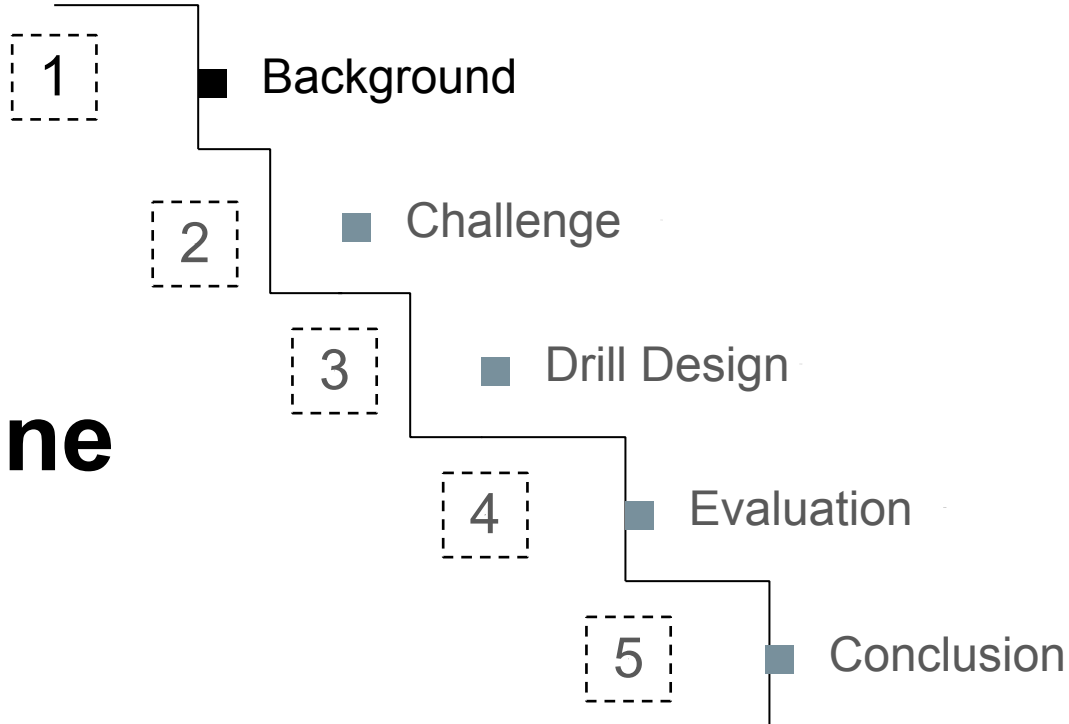 1
Background
2
Challenge
3
Drill Design
ne
4
Evaluation
5
Conclusion